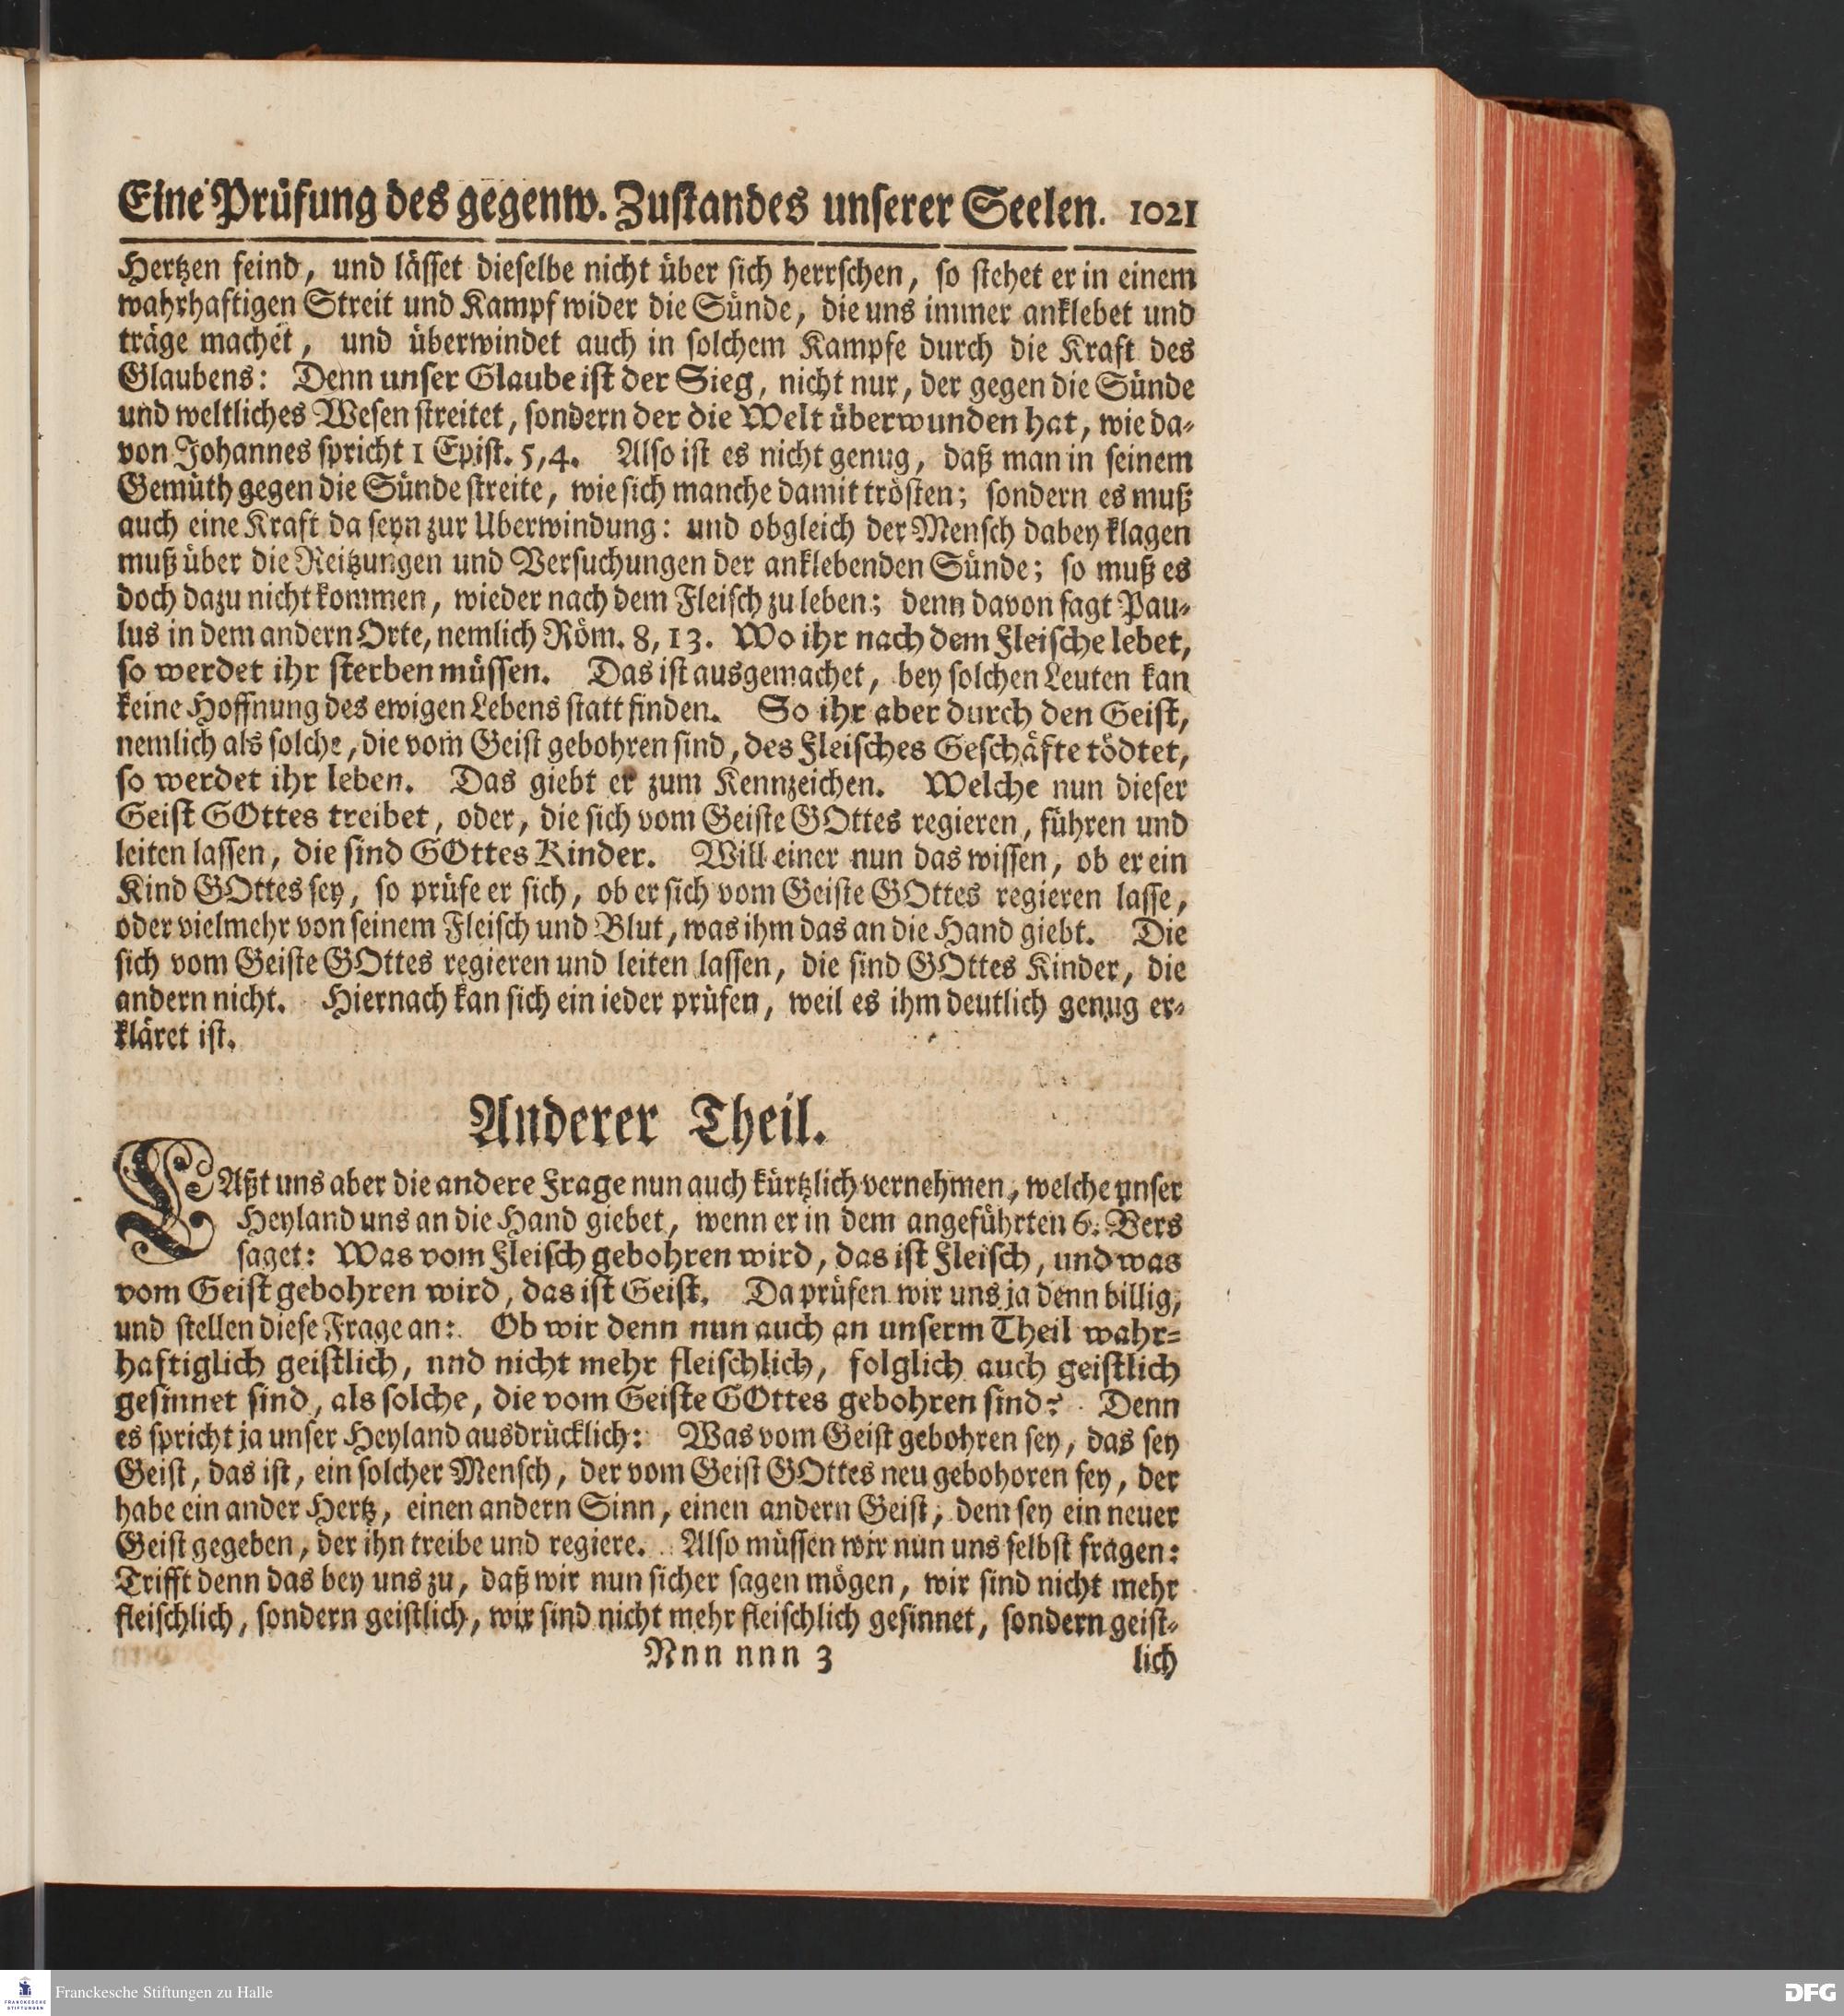 Eine Prüfung des gegenw. Zustandes unserer Seelen. 1021
Hertzen feind, und lässet dieselbe nicht über sich herrschen, so stehet er in einem
wahrhaftigen Streit und Kampf wider die Sünde, die uns immer anklebet und
träge machet, und überwindet auch in solchem Kampfe durch die Kraft des
Glaubens: Denn unser Glaube ist der Sieg, nicht nur, der gegen die Sünde
und weltliches Wesen streitet, sondern der die Welt überwunden hat, wie da-
von Johannes spricht 1 Epist. 5, 4. Also ist es nicht genug, daß man in seinem
Gemüth gegen die Sünde streite, wie sich manche damit trösten; sondern es muß
auch eine Kraft da seyn zur Uberwindung: und obgleich der Mensch dabey klagen
muß über die Reitzungen und Versuchungen der anklebenden Sünde; so muß es
doch dazu nicht kommen, wieder nach dem Fleisch zu leben; denn davon sagt Pau-
lus in dem andern Orte, nemlich Röm. 8, 13. Wo ihr nach dem Fleische lebet,
so werdet ihr sterben müssen. Das ist ausgemachet, bey solchen Leuten kan
keine Hoffnung des ewigen Lebens statt finden. So ihr aber durch den Geist,
nemlich als solche, die vom Geist gebohren sind, des Fleisches Geschäfte tödtet,
so werdet ihr leben. Das giebt er zum Kennzeichen. Welche nun dieser
Geist GOttes treibet, oder, die sich vom Geiste GOttes regieren, führen und
leiten lassen, die sind GOttes Kinder. Will einer nun das wissen, ob er ein
Kind GOttes sey, so prüfe er sich, ob er sich vom Geiste GOttes regieren lasse,
oder vielmehr von seinem Fleisch und Blut, was ihm das an die Hand giebt. Die
sich vom Geiste GOttes regieren und leiten lassen, die sind GOttes Kinder, die
andern nicht. Hiernach kan sich ein ieder prüfen, weil es ihm deutlich genug er-
kläret ist.
Anderer Theil.
LAßt uns aber die andere Frage nun auch kürtzlich vernehmen, welche unser
Heyland uns an die Hand giebet, wenn er in dem angeführten 6. Vers
saget: Was vom Fleisch gebohren wird, das ist Fleisch, und was
vom Geist gebohren wird, das ist Geist. Da prüfen wir uns ja denn billig,
und stellen diese Frage an: Ob wir denn nun auch an unserm Theil wahr-
haftiglich geistlich, nnd nicht mehr fleischlich, folglich auch geistlich
gesinnet sind, als solche, die vom Geiste GOttes gebohren sind? Denn
es spricht ja unser Heyland ausdrücklich: Was vom Geist gebohren sey, das sey
Geist, das ist, ein solcher Mensch, der vom Geist GOttes neu gebohoren sey, der
habe ein ander Hertz, einen andern Sinn, einen andern Geist, dem sey ein neuer
Geist gegeben, der ihn treibe und regiere. Also müssen wir nun uns selbst fragen:
Trifft denn das bey uns zu, daß wir nun sicher sagen mögen, wir sind nicht mehr
fleischlich, sondern geistlich, wir sind nicht mehr fleischlich gesinnet, sondern geist-
Nnn nnn 3 lich
FRANCKESCHE STIFTUNGEN
Franckesche Stiftungen zu Halle
DFG